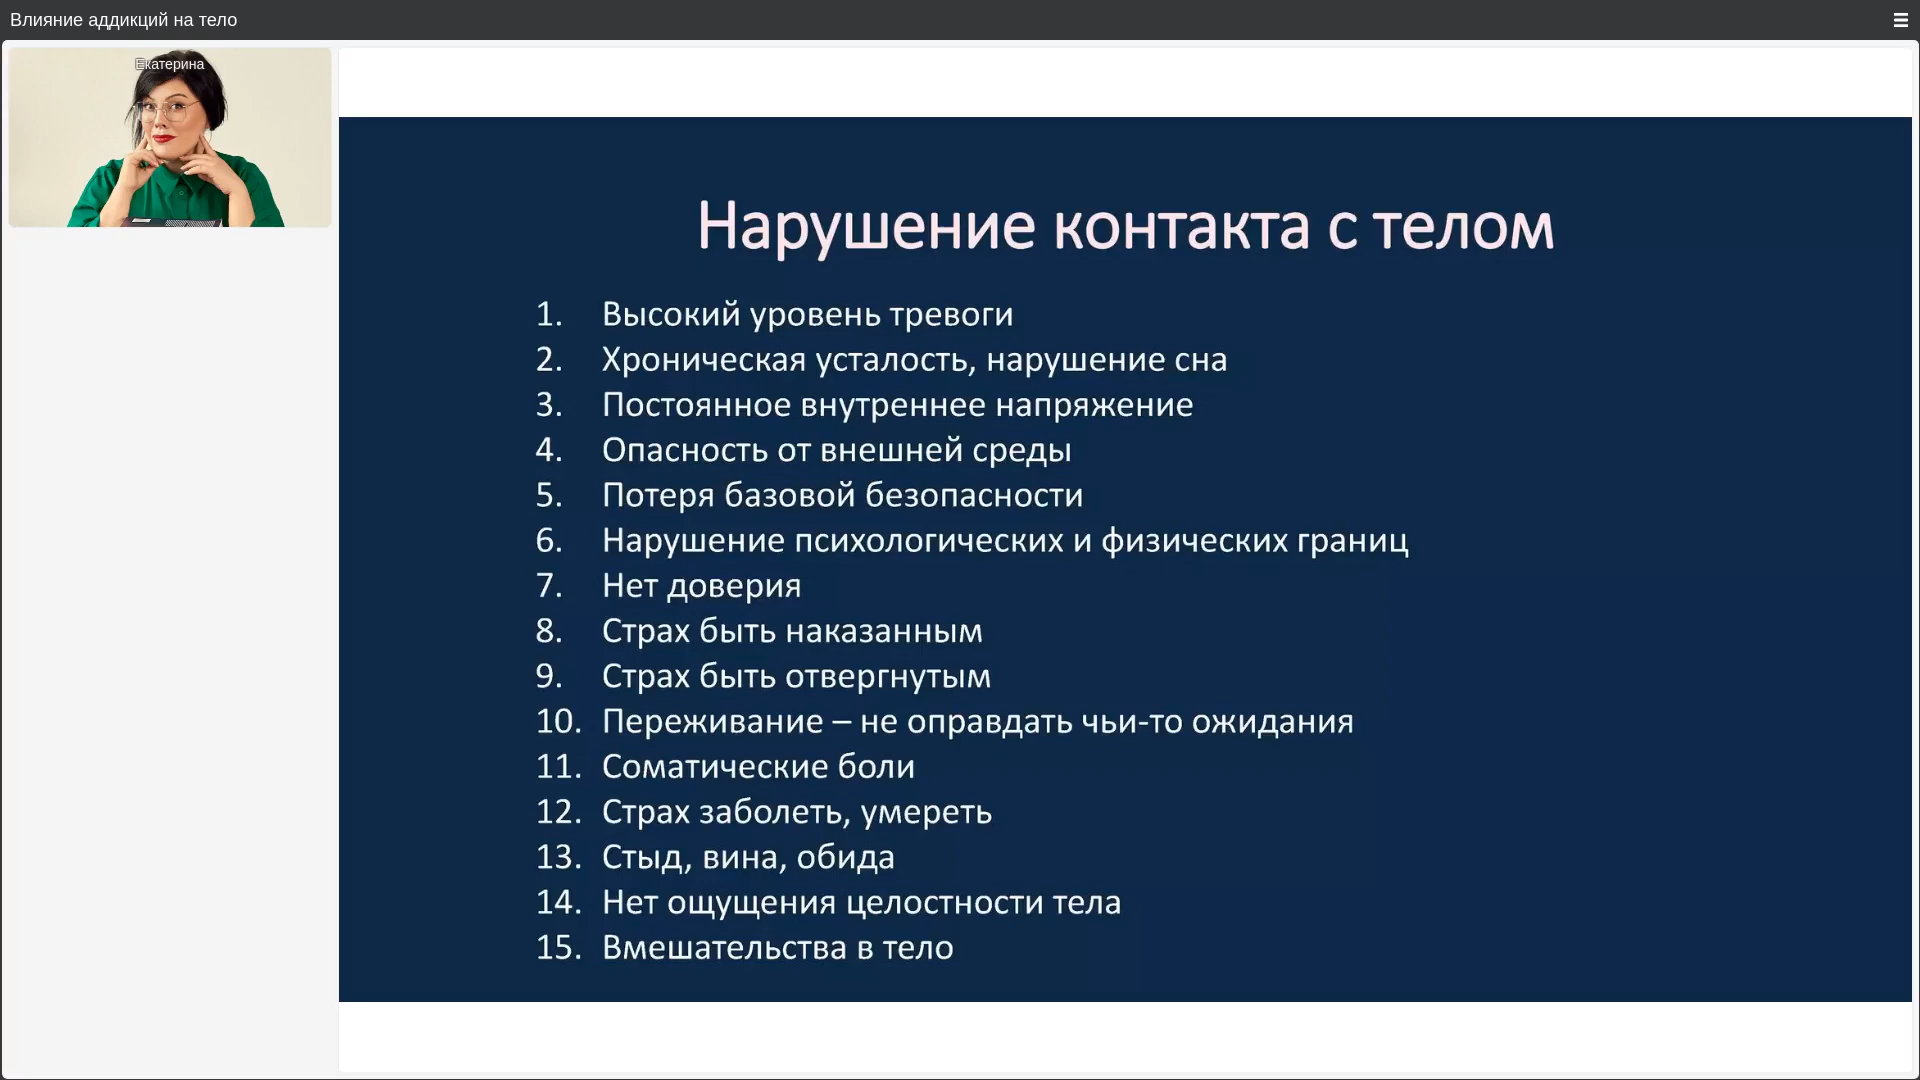 Влияние аддикций на тело
Екатерина
Нарушение контакта с телом
1. Высокий уровень тревоги
2. Хроническая усталость, нарушение сна
3. Постоянное внутреннее напряжение
4. Опасность от внешней среды
5. Потеря базовой безопасности
6. Нарушение психологических и физических границ
7. Нет доверия
8. Страх быть наказанным
9. Страх быть отвергнутым
10. Переживание – не оправдать чьи-то ожидания
11. Соматические боли
12. Страх заболеть, умереть
13. Стыд, вина, обида
14. Нет ощущения целостности тела
15. Вмешательства в тело